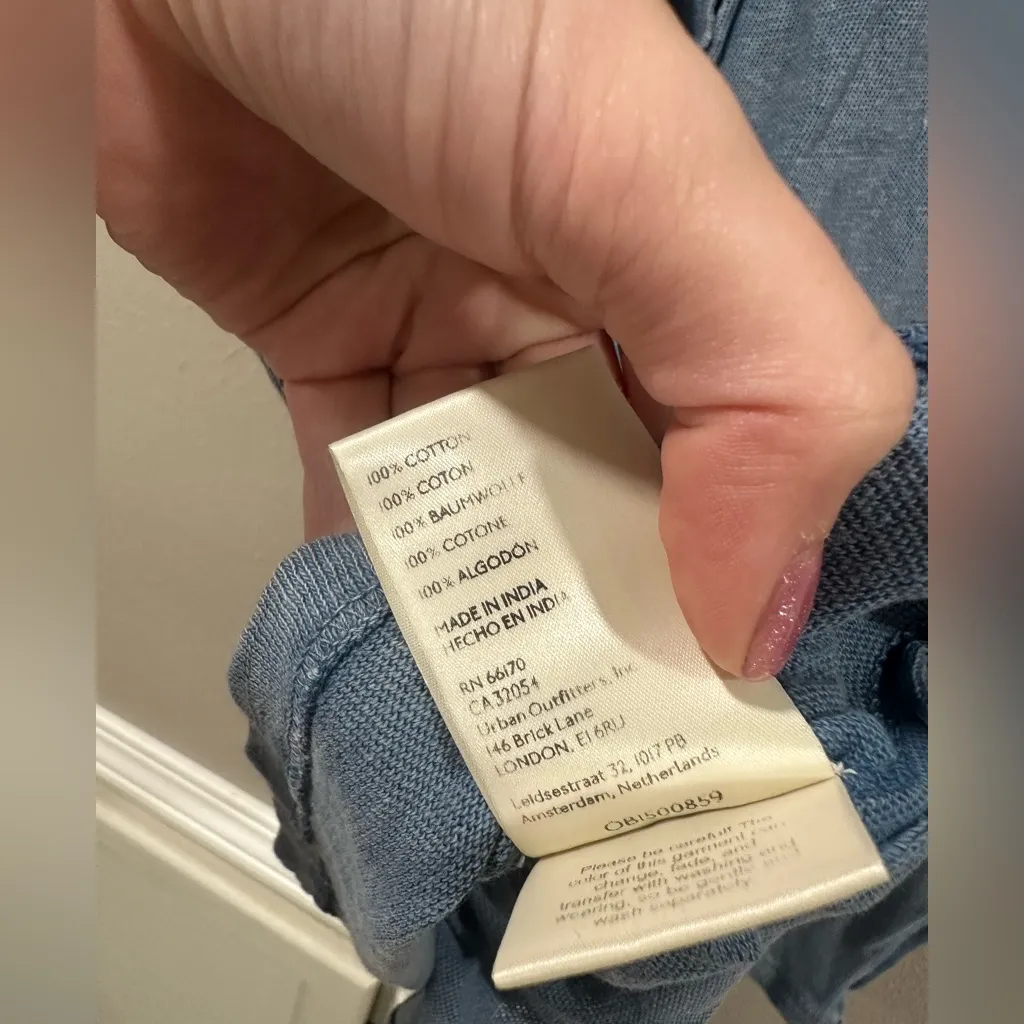 100% COTTON
100% COTON
100% BAUMWOLLE
100% COTONE
100% ALGODÓN
MADE IN INDIA
HECHO EN INDIA
RN 66170
CA 32054
Urban Outfitters, Inc.
146 Brick Lane
LONDON, E1 6RU
Leidsestraat 32, 1017 PB
Amsterdam, Netherlands
OB1500859
Please be careful! The
color of this garment can
change, fade, and
transfer with washing and
wearing, so be gentle and
wash separately